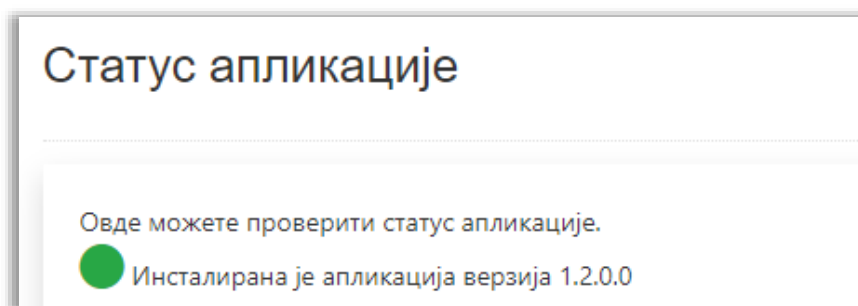 Статус апликације
Овде можете проверити статус апликације.
Инсталирана је апликација верзија 1.2.0.0